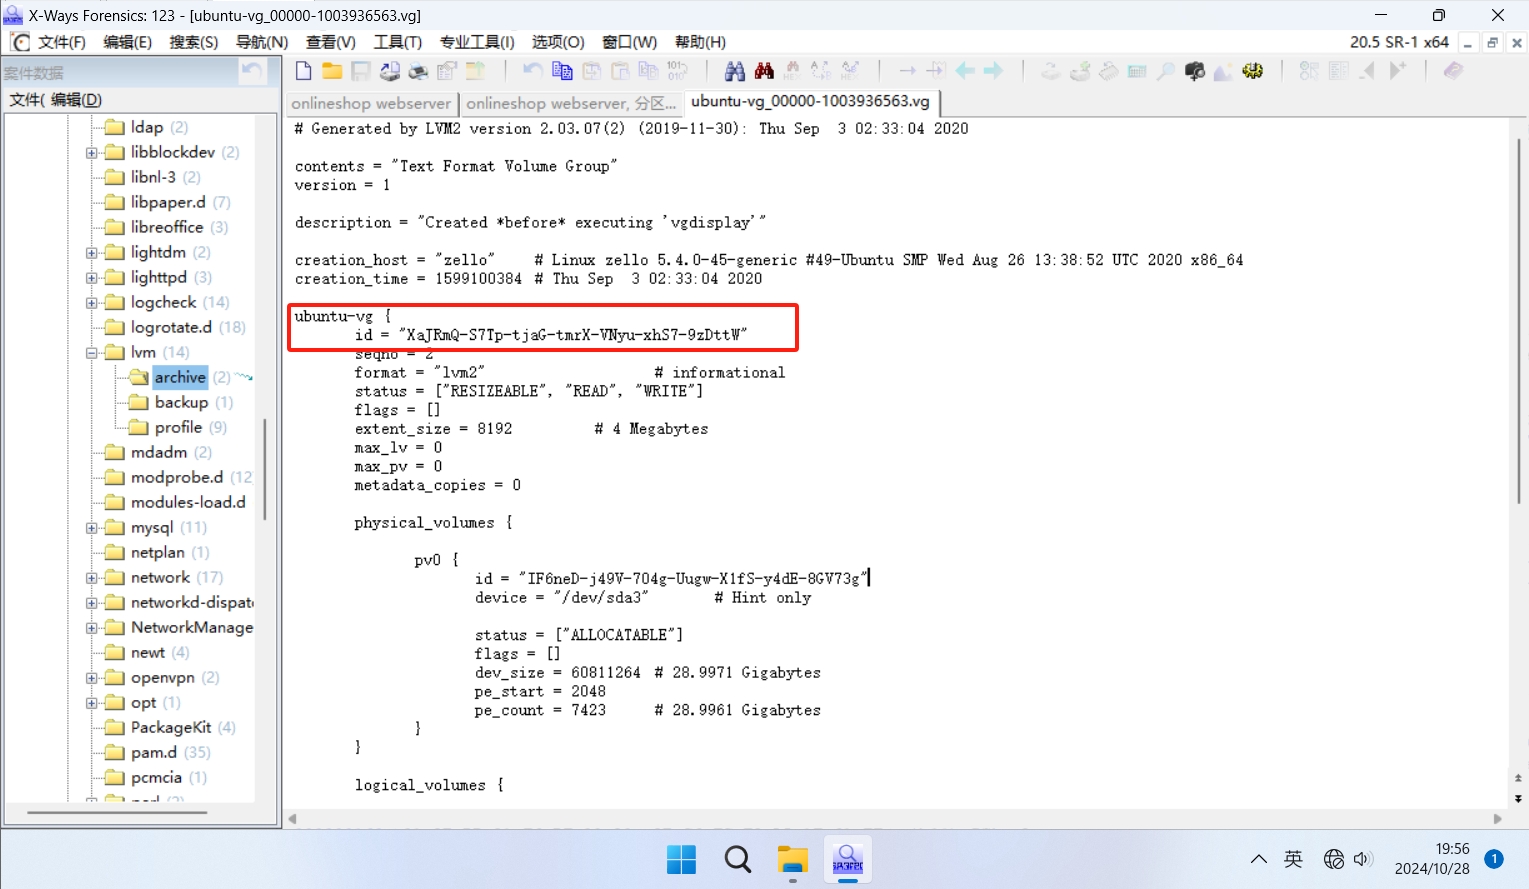 X-Ways Forensics: 123 - [ubuntu-vg_00000-1003936563.vg]
文件(F) 编辑(E) 搜索(S) 导航(N) 查看(V) 工具(T) 专业工具(I) 选项(O) 窗口(W) 帮助(H) 20.5 SR-1 x64
案件数据
文件( 编辑(D)
ldap (2)
libblockdev (2)
libnl-3 (2)
libpaper.d (7)
libreoffice (3)
lightdm (2)
lighttpd (3)
logcheck (14)
logrotate.d (18)
lvm (14)
archive (2)
backup (1)
profile (9)
mdadm (2)
modprobe.d (12)
modules-load.d
mysql (11)
netplan (1)
network (17)
networkd-dispat
NetworkManage
newt (4)
openvpn (2)
opt (1)
PackageKit (4)
pam.d (35)
pcmcia (1)
onlineshop webserver onlineshop webserver, 分区... ubuntu-vg_00000-1003936563.vg
# Generated by LVM2 version 2.03.07(2) (2019-11-30): Thu Sep  3 02:33:04 2020
contents = "Text Format Volume Group"
version = 1
description = "Created *before* executing 'vgdisplay'"
creation_host = "zello" # Linux zello 5.4.0-45-generic #49-Ubuntu SMP Wed Aug 26 13:38:52 UTC 2020 x86_64
creation_time = 1599100384 # Thu Sep  3 02:33:04 2020
ubuntu-vg {
id = "XaJRmQ-S7Tp-tjaG-tmrX-VNyu-xhS7-9zDttW"
seqno = 2
format = "lvm2" # informational
status = ["RESIZEABLE", "READ", "WRITE"]
flags = []
extent_size = 8192 # 4 Megabytes
max_lv = 0
max_pv = 0
metadata_copies = 0
physical_volumes {
pv0 {
id = "IF6neD-j49V-704g-Uugw-X1fS-y4dE-8GV73g"
device = "/dev/sda3" # Hint only
status = ["ALLOCATABLE"]
flags = []
dev_size = 60811264 # 28.9971 Gigabytes
pe_start = 2048
pe_count = 7423 # 28.9961 Gigabytes
}
}
logical_volumes {
英
19:56
2024/10/28
1